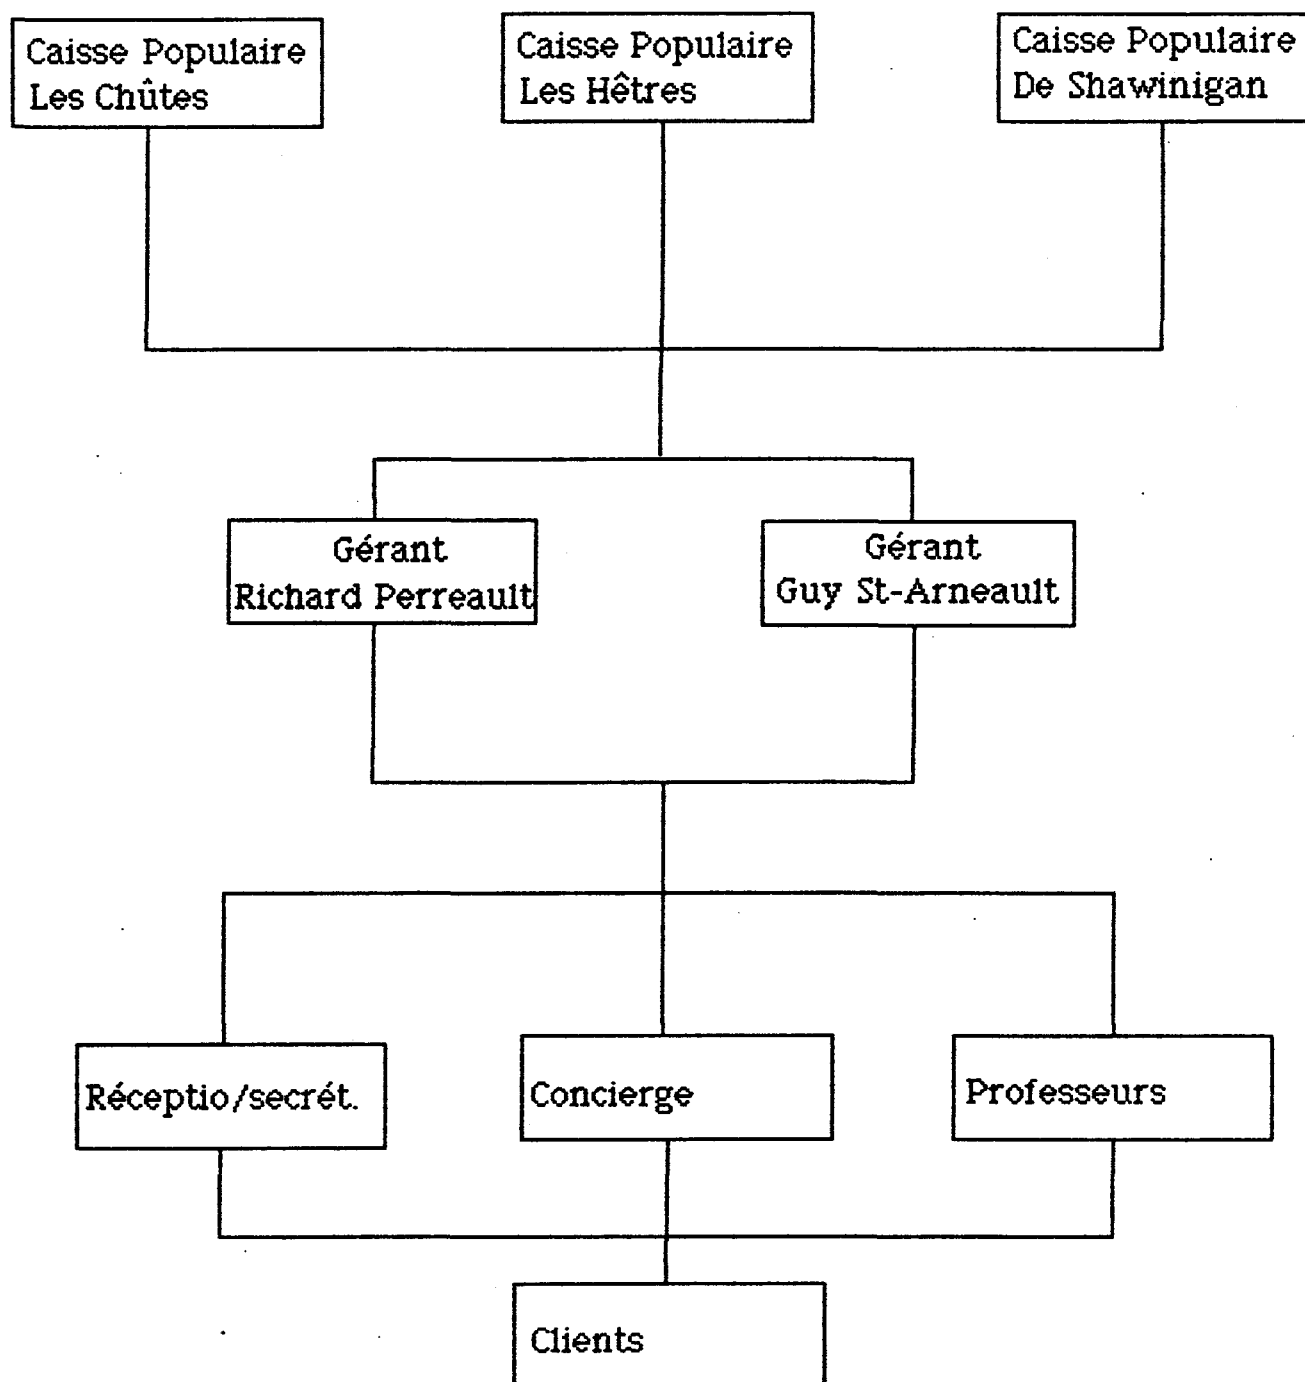 Caisse Populaire
Les Chûtes
Caisse Populaire
Les Hêtres
Caisse Populaire
De Shawinigan
Gérant
Richard Perreault
Gérant
Guy St-Arneault
Réceptio/secrét.
Concierge
Professeurs
Clients